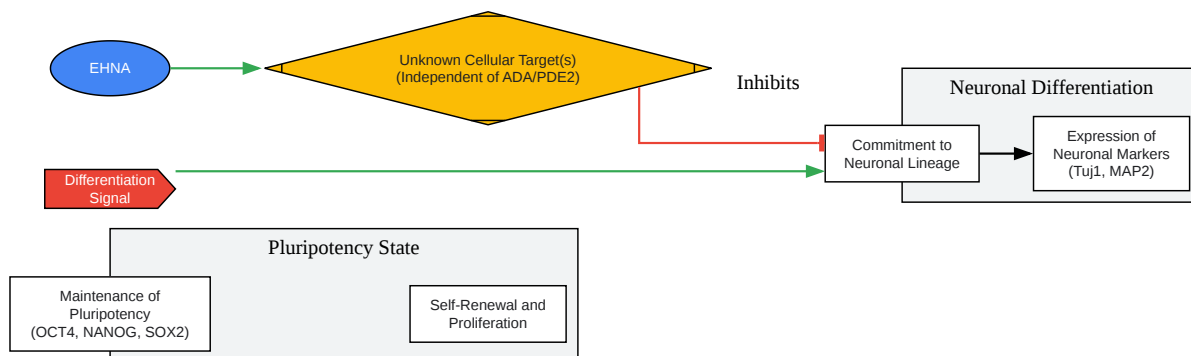 EHNA
Unknown Cellular Target(s)
(Independent of ADA/PDE2)
Inhibits
Neuronal Differentiation
Commitment to
Neuronal Lineage
Expression of
Neuronal Markers
(Tuj1, MAP2)
Differentiation
Signal
Pluripotency State
Maintenance of
Pluripotency
(OCT4, NANOG, SOX2)
Self-Renewal and
Proliferation